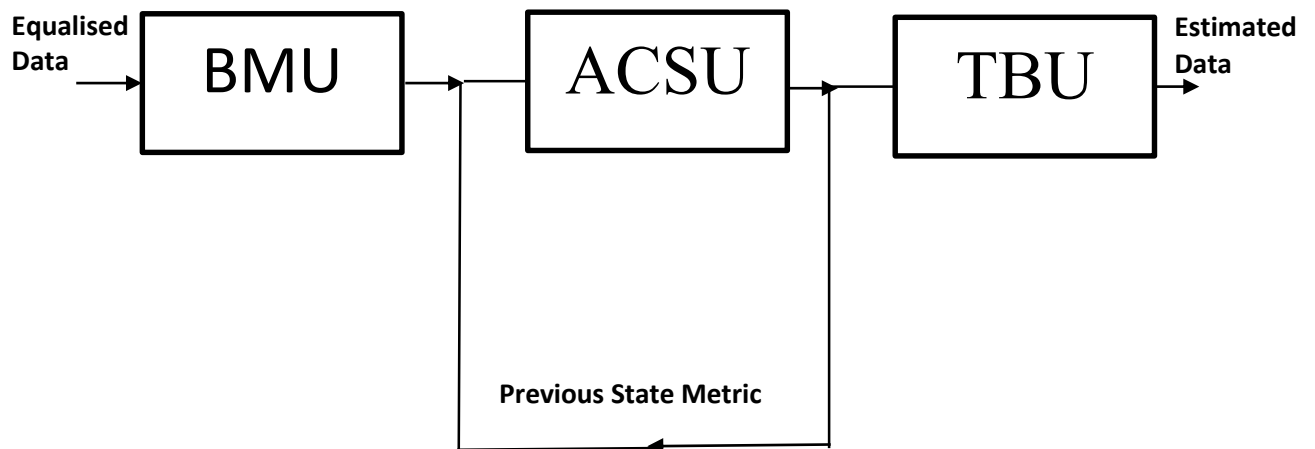 Equalised
Data
BMU
ACSU
TBU
Estimated
Data
Previous State Metric